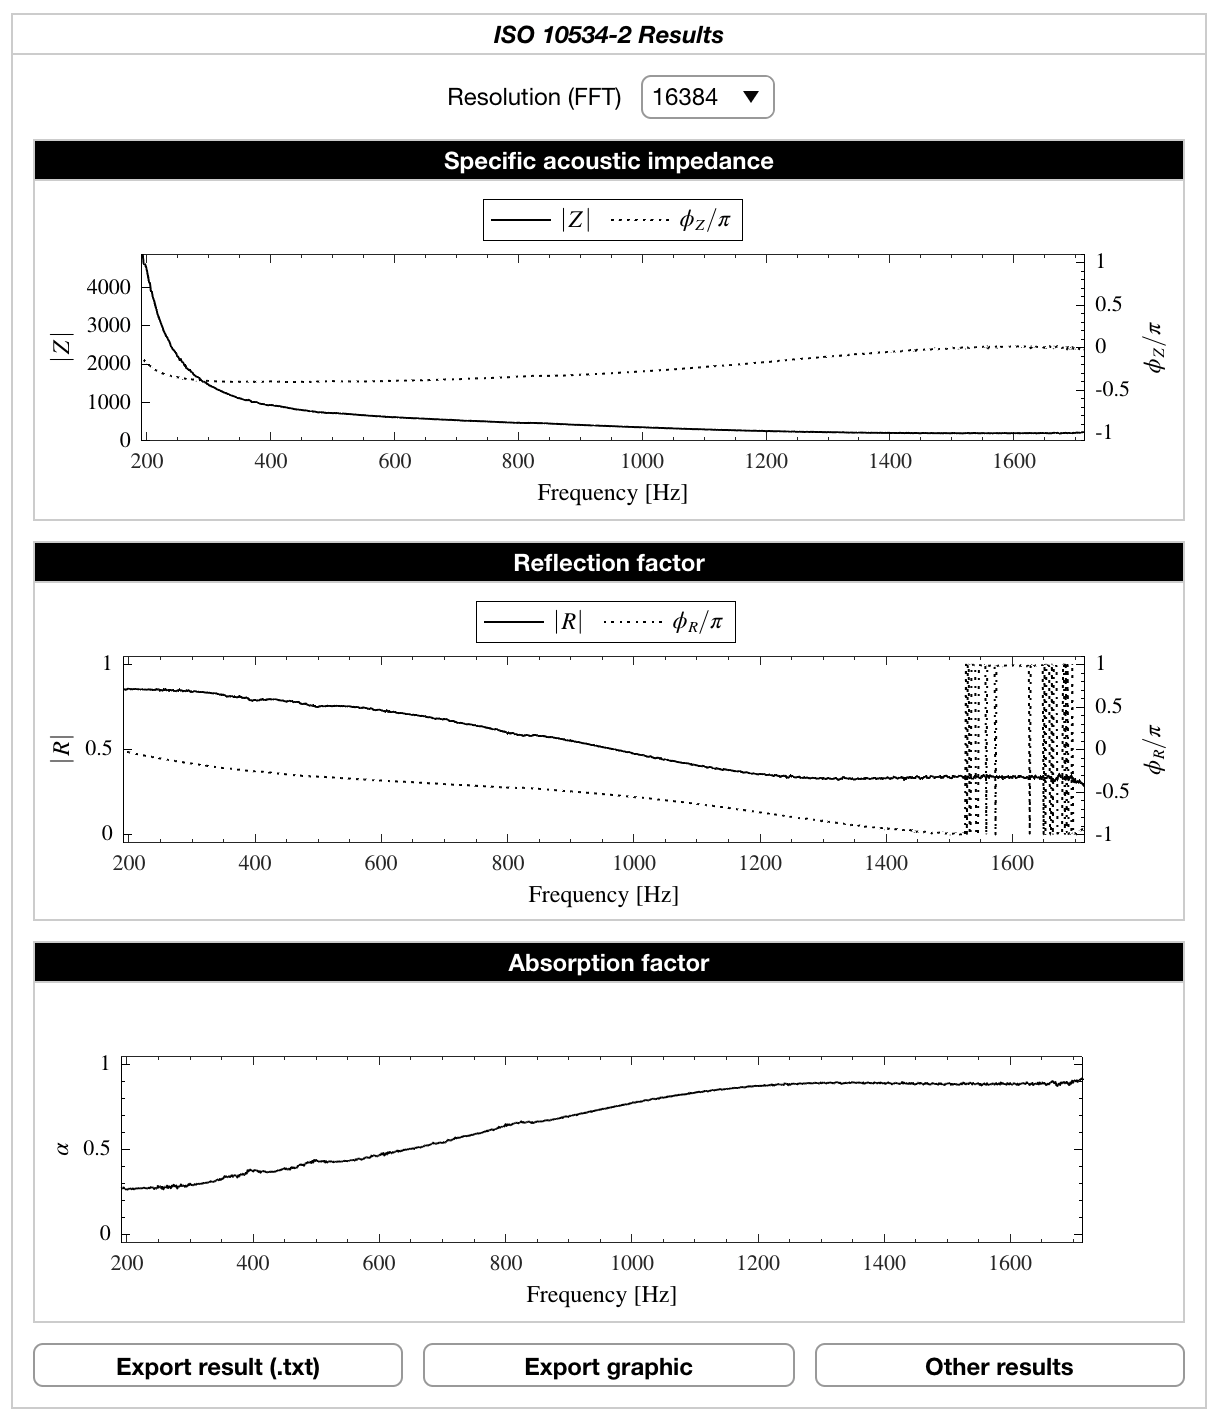 ISO 10534-2 Results
Resolution (FFT) 16384 ▼
Specific acoustic impedance
|Z| ϕ_Z/π
4000
3000
2000
1000
0
|Z|
1
0.5
0
-0.5
-1
ϕ_Z/π
200 400 600 800 1000 1200 1400 1600
Frequency [Hz]
Reflection factor
|R| ϕ_R/π
1
0.5
0
|R|
1
0.5
0
-0.5
-1
ϕ_R/π
200 400 600 800 1000 1200 1400 1600
Frequency [Hz]
Absorption factor
1
0.5
0
α
200 400 600 800 1000 1200 1400 1600
Frequency [Hz]
Export result (.txt) Export graphic Other results